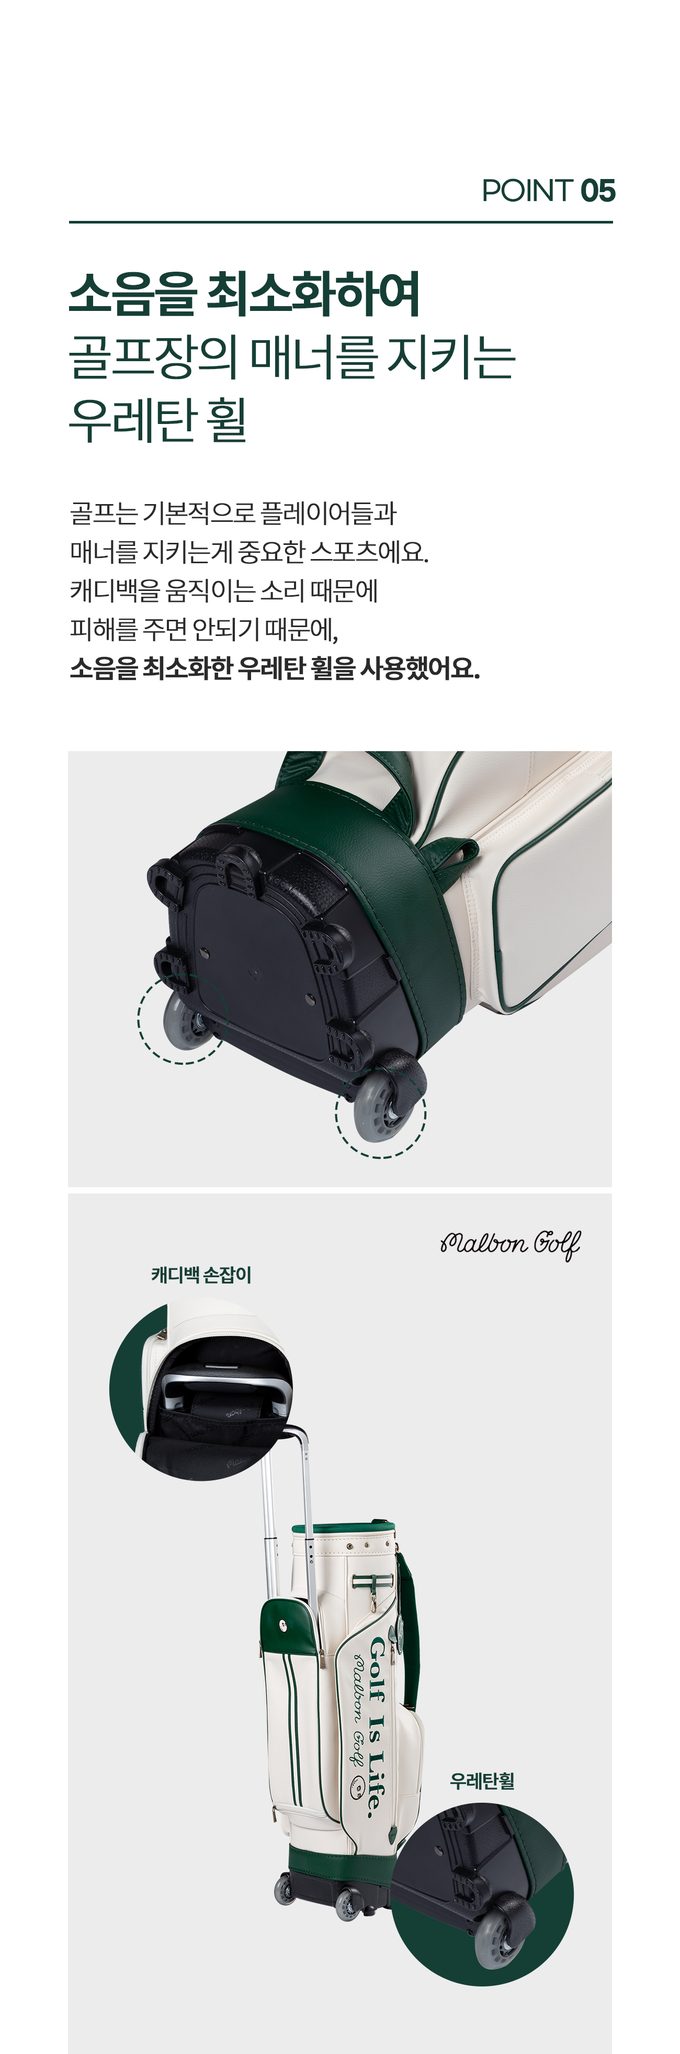 POINT 05
소음을 최소화하여
골프장의 매너를 지키는
우레탄 휠
골프는 기본적으로 플레이어들과
매너를 지키는게 중요한 스포츠에요.
캐디백을 움직이는 소리 때문에
피해를 주면 안되기 때문에,
소음을 최소화한 우레탄 휠을 사용했어요.
Malbon Golf
캐디백 손잡이
Golf Is Life.
Malbon Golf
우레탄휠